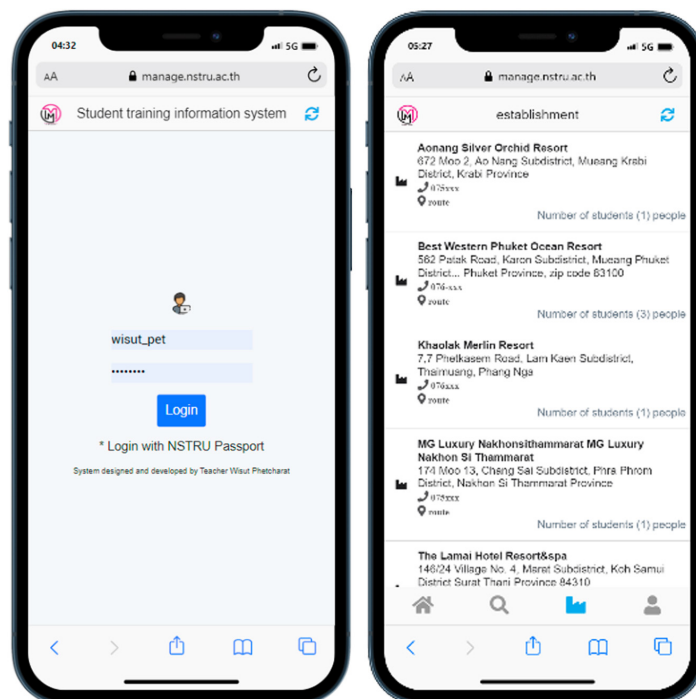 04:32
5G
AA
manage.nstru.ac.th
Student training information system
wisut_pet
••••••••
Login
* Login with NSTRU Passport
System designed and developed by Teacher Wisut Phetcharat
05:27
5G
AA
manage.nstru.ac.th
establishment
Aonang Silver Orchid Resort
672 Moo 2, Ao Nang Subdistrict, Mueang Krabi
District, Krabi Province
075xxx
route
Number of students (1) people
Best Western Phuket Ocean Resort
562 Patak Road, Karon Subdistrict, Mueang Phuket
District... Phuket Province, zip code 83100
076-xxx
route
Number of students (3) people
Khaolak Merlin Resort
7,7 Phetkasem Road, Lam Kaen Subdistrict,
Thaimuang, Phang Nga
076xxx
route
Number of students (1) people
MG Luxury Nakhonsithammarat MG Luxury
Nakhon Si Thammarat
174 Moo 13, Chang Sai Subdistrict, Phra Phrom
District, Nakhon Si Thammarat Province
075xxx
route
Number of students (1) people
The Lamai Hotel Resort&spa
146/24 Village No. 4, Maret Subdistrict, Koh Samui
District Surat Thani Province 84310